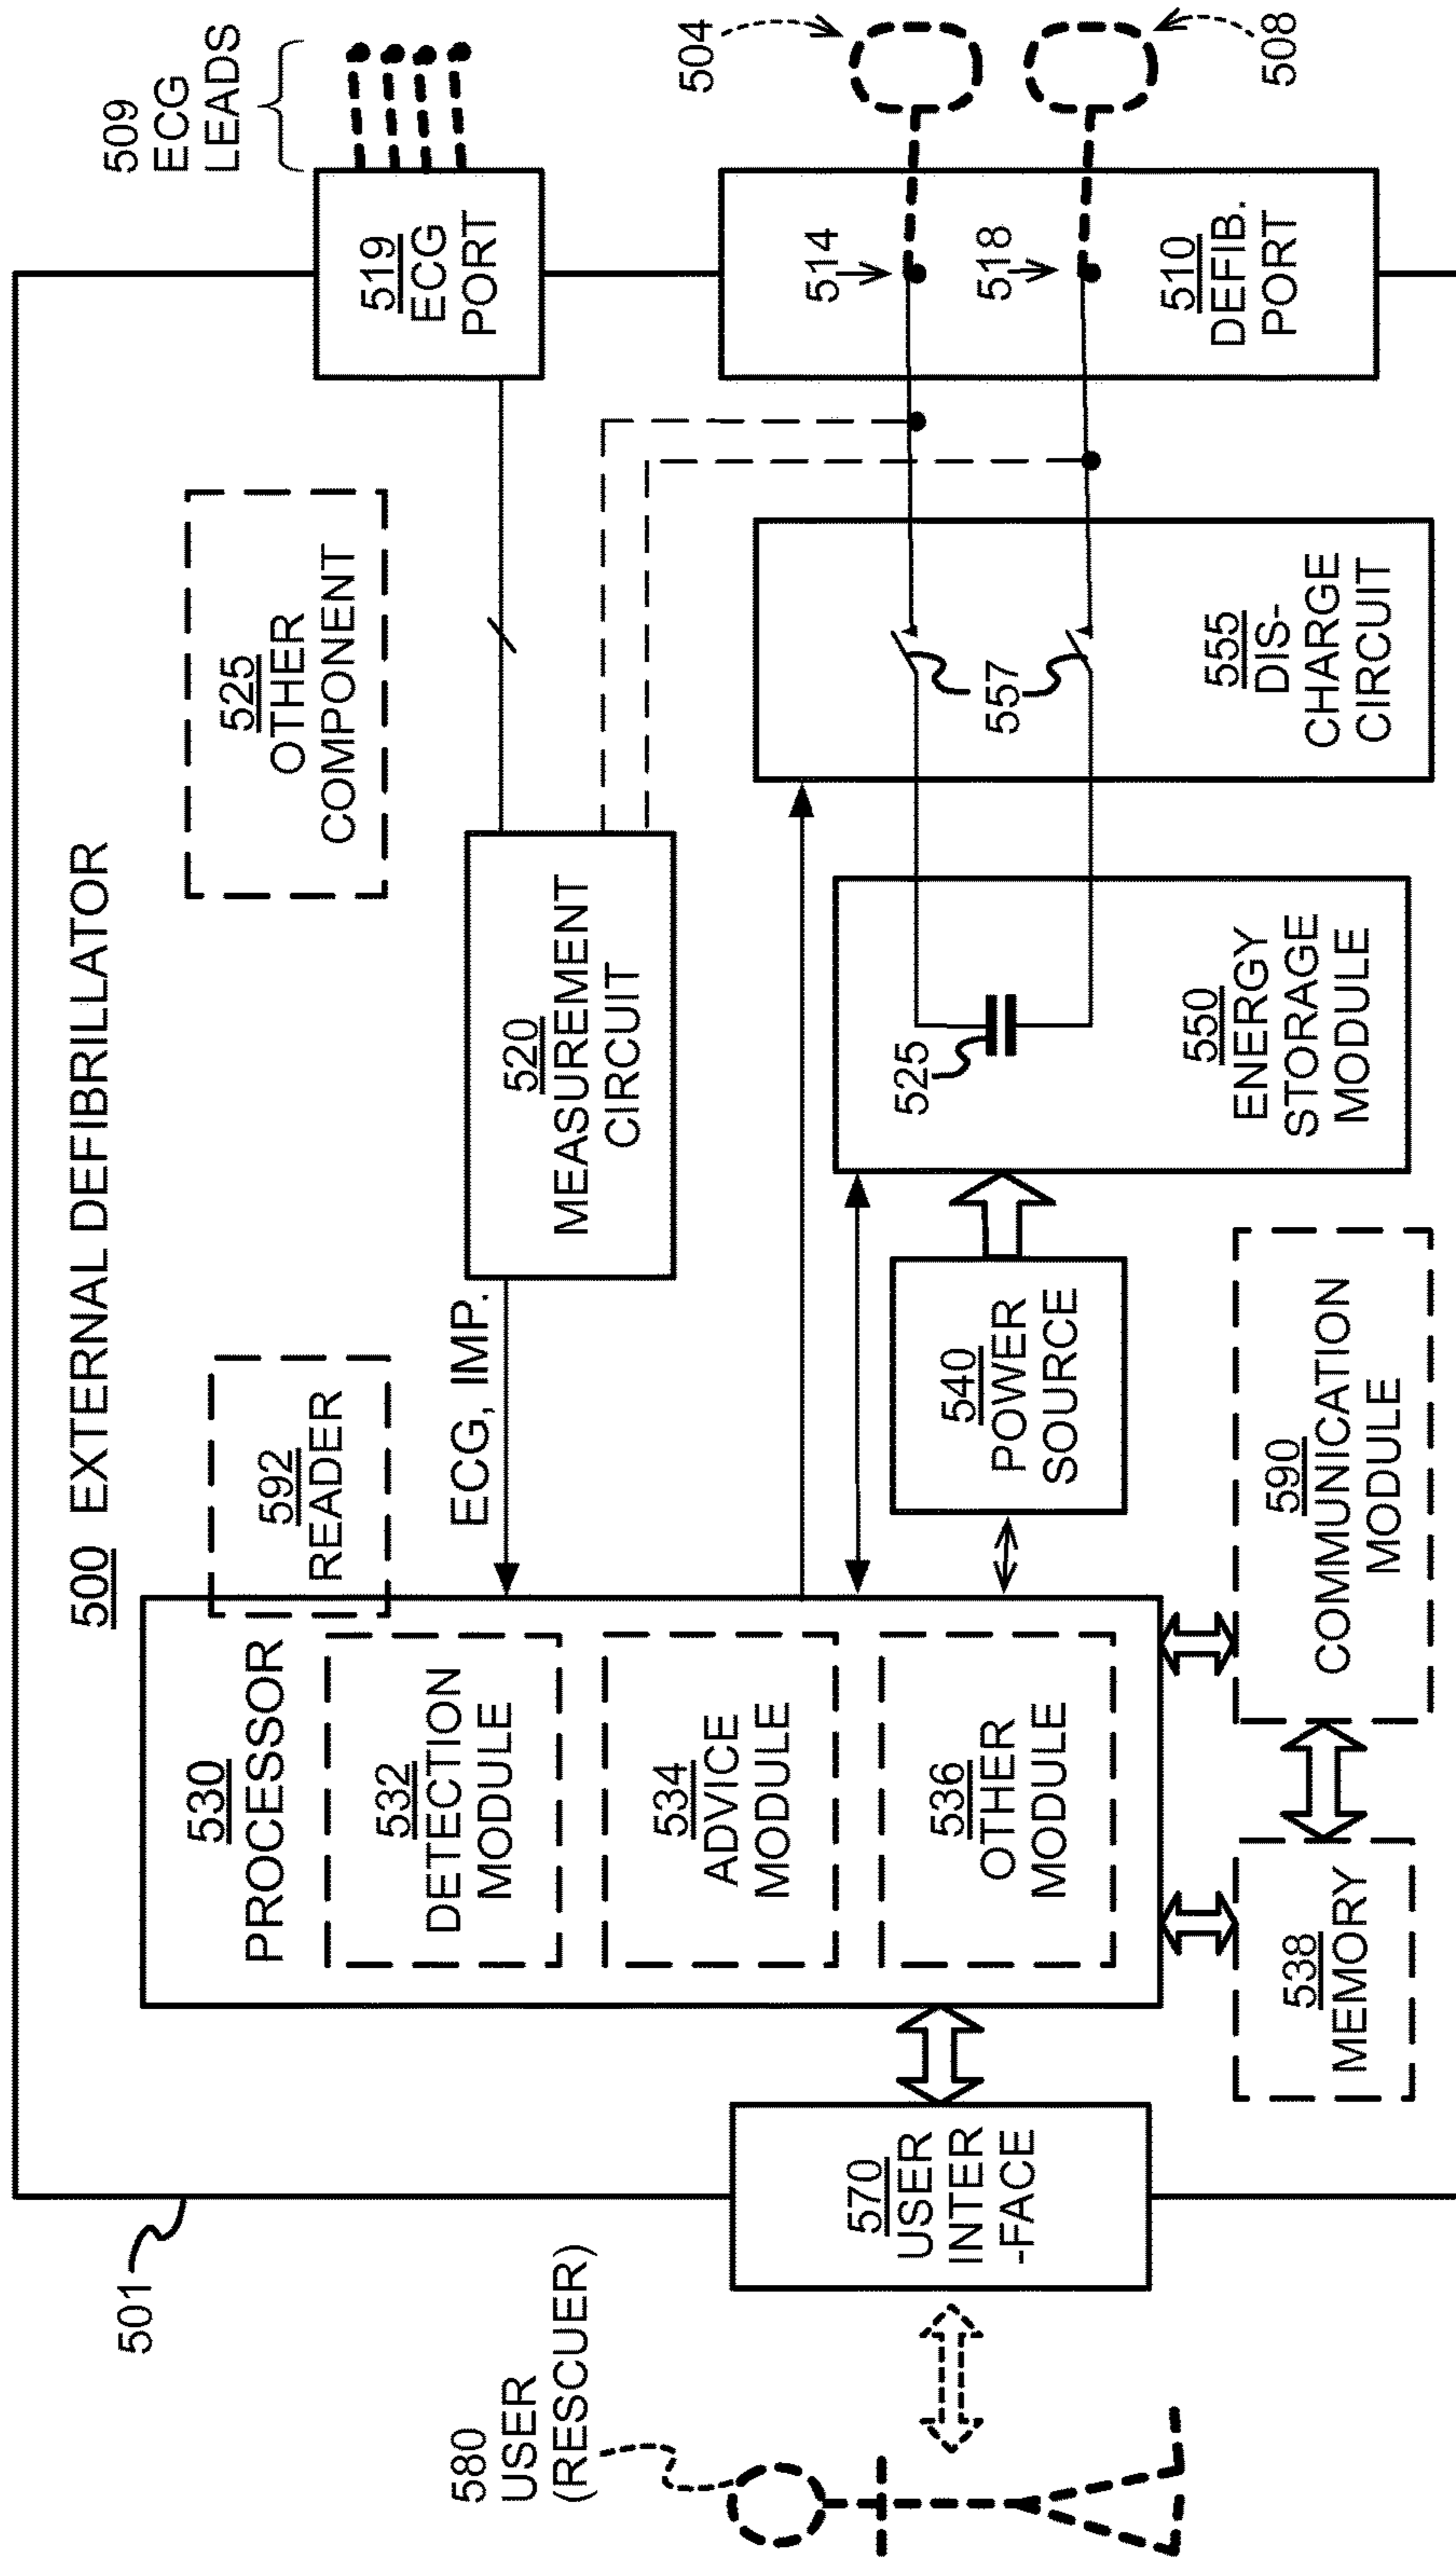 500 EXTERNAL DEFIBRILLATOR
501
580
USER
(RESCUER)
570
USER
INTER
-FACE
530
PROCESSOR
532
DETECTION
MODULE
534
ADVICE
MODULE
536
OTHER
MODULE
538
MEMORY
592
READER
ECG, IMP.
520
MEASUREMENT
CIRCUIT
525
OTHER
COMPONENT
540
POWER
SOURCE
590
COMMUNICATION
MODULE
525
550
ENERGY
STORAGE
MODULE
557
555
DIS-
CHARGE
CIRCUIT
519
ECG
PORT
509
ECG
LEADS
514
518
510
DEFIB.
PORT
504
508